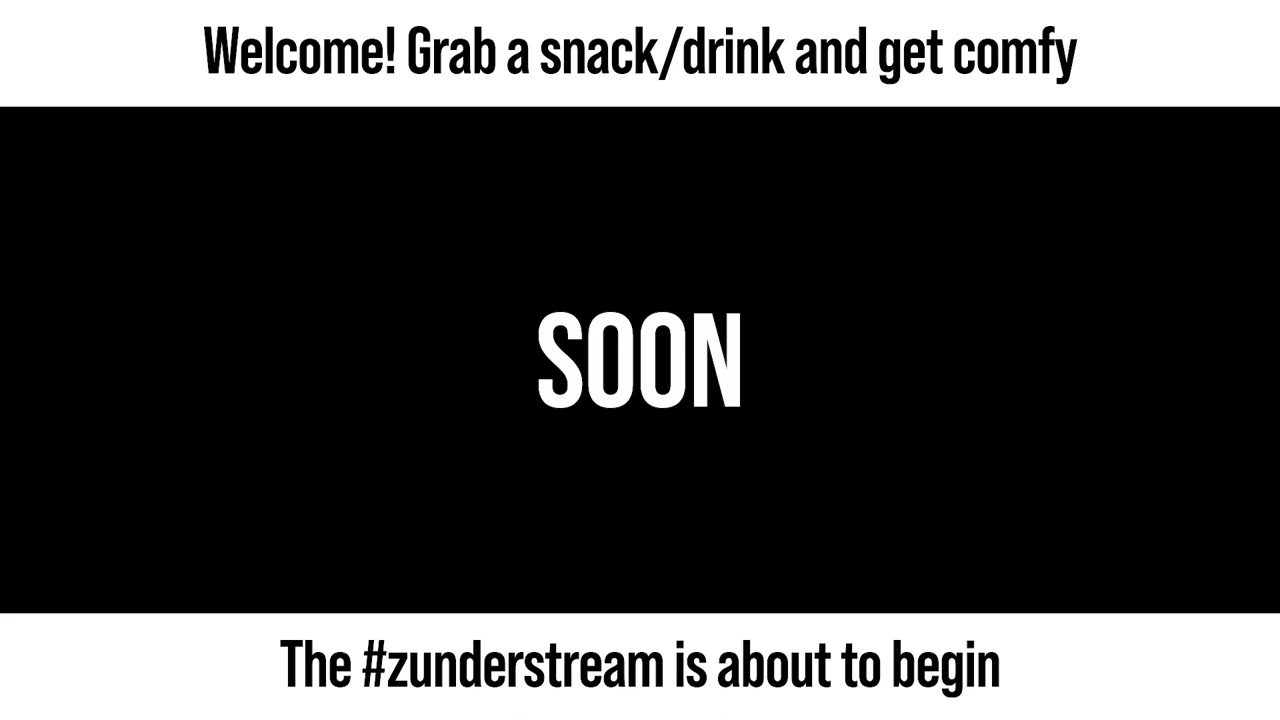 Welcome! Grab a snack/drink and get comfy
SOON
The #zunderstream is about to begin